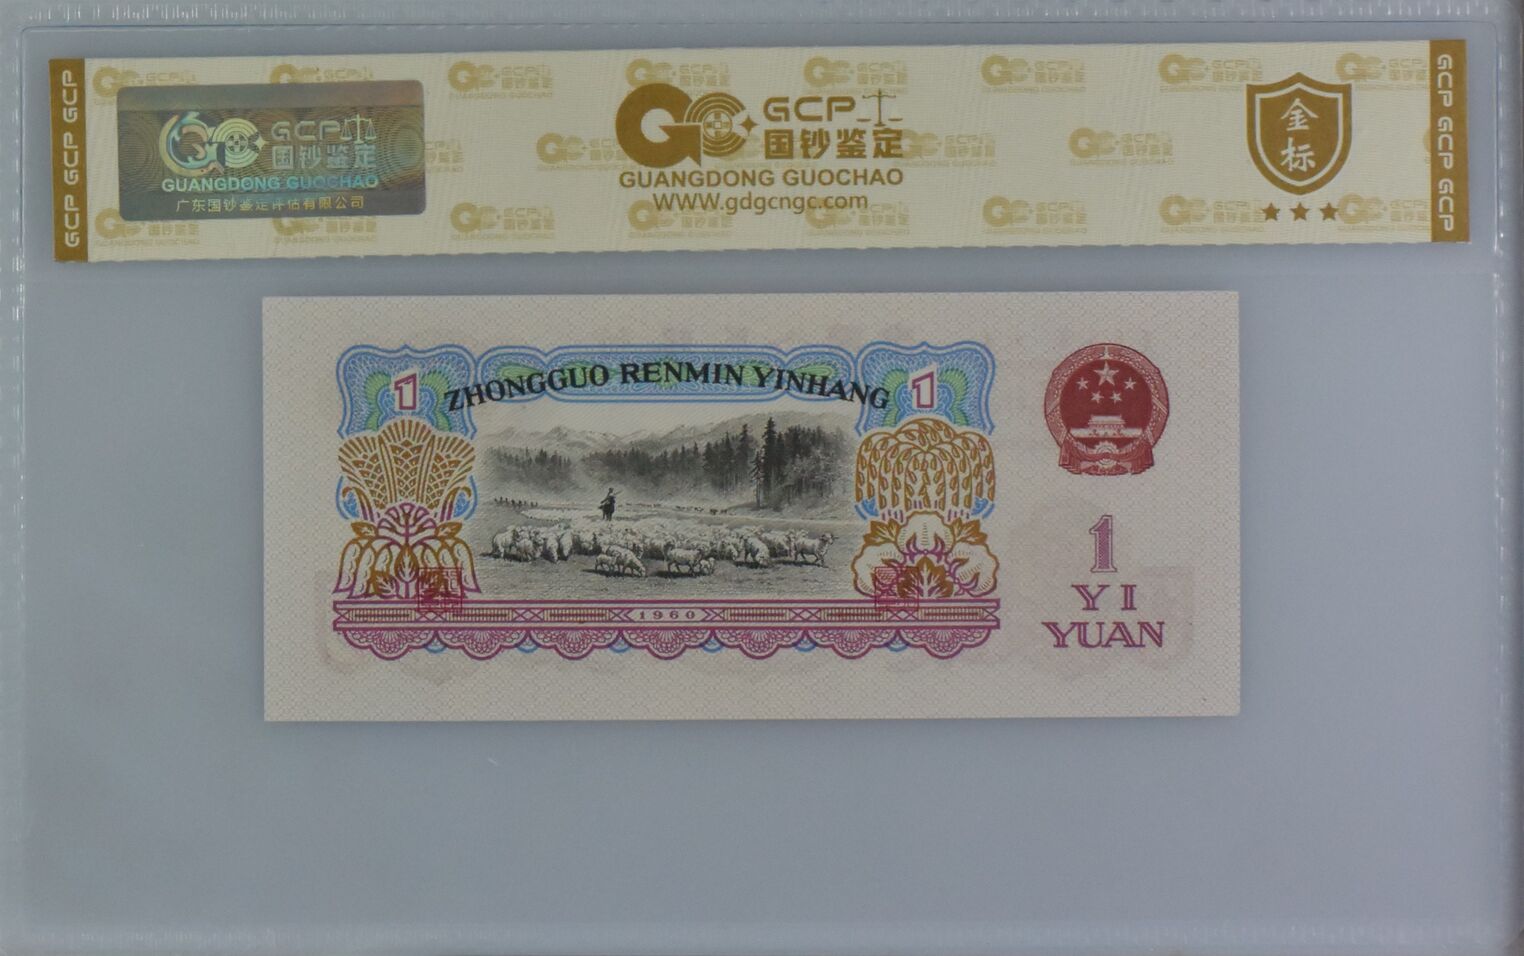 GCP GCP GCP
GCP
国钞鉴定
GUANGDONG GUOCHAO
广东国钞鉴定评估有限公司
GCP
国钞鉴定
GUANGDONG GUOCHAO
WWW.gdgcngc.com
金
标
GCP GCP GCP
1
ZHONGGUO RENMIN YINHANG
1
1960
1
YI
YUAN